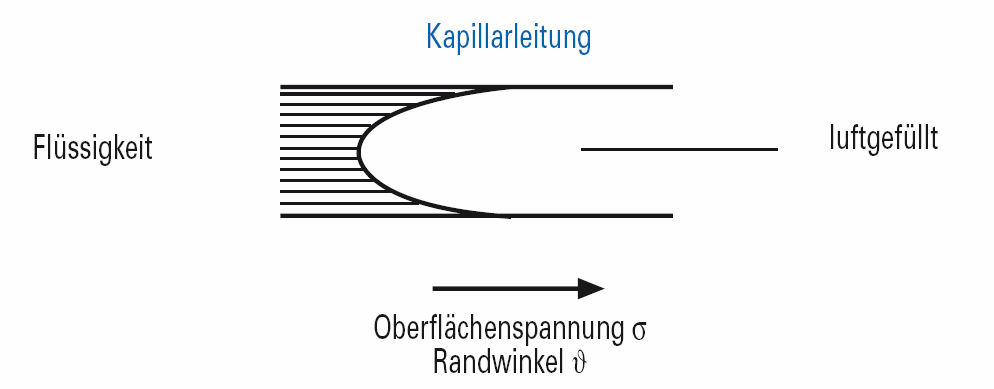 Kapillarleitung
Flüssigkeit
luftgefüllt
Oberflächenspannung σ
Randwinkel ϑ